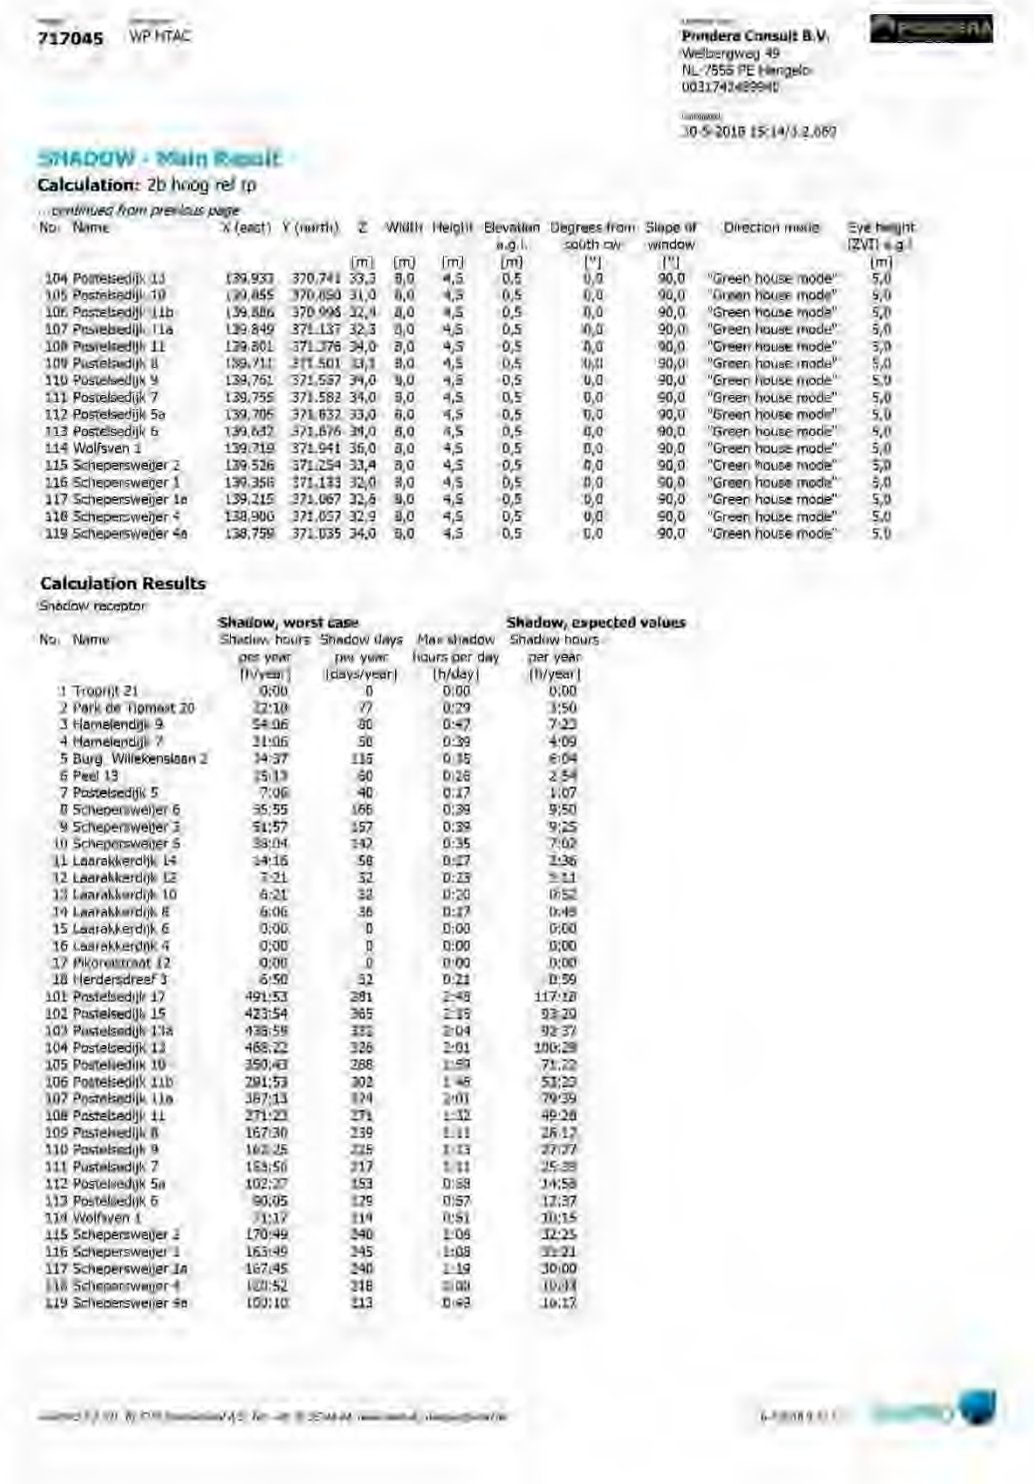 717045 WP HTAC
Pondera Consult B.V.
Welbergweg 49
NL-7556 PE Hengelo
PONDERA
SHADOW - Main Result
Calculation: 2b hoog ref tp
...continued from previous page
No. Name X (east) Y (north) Z Width Height Elevation Degrees from Slope of Direction mode Eye height
a.g.l. south cw window (ZVI) a.g.l.
[m] [m] [m] [m] [°] [°] [m]
104 Postelsedijk 13 139.933 370.741 33,3 8,0 4,5 0,5 0,0 90,0 "Green house mode" 5,0
105 Postelsedijk 10 31,0 8,0 4,5 0,5 0,0 90,0 "Green house mode" 5,0
106 Postelsedijk 11b 8,0 4,5 0,5 0,0 90,0 "Green house mode" 5,0
107 Postelsedijk 11a 139.849 371.137 32,3 8,0 4,5 0,5 0,0 90,0 "Green house mode" 5,0
108 Postelsedijk 11 139.801 371.376 34,0 8,0 4,5 0,5 0,0 90,0 "Green house mode" 5,0
109 Postelsedijk 8 139.711 371.501 8,0 4,5 0,5 0,0 90,0 "Green house mode" 5,0
110 Postelsedijk 9 139.761 371.557 34,0 8,0 4,5 0,5 0,0 90,0 "Green house mode" 5,0
111 Postelsedijk 7 139.755 371.582 34,0 8,0 4,5 0,5 0,0 90,0 "Green house mode" 5,0
112 Postelsedijk 5a 139.705 371.832 33,0 8,0 4,5 0,5 0,0 90,0 "Green house mode" 5,0
113 Postelsedijk 6 139.632 371.876 34,0 8,0 4,5 0,5 0,0 90,0 "Green house mode" 5,0
114 Wolfsven 1 139.719 371.941 36,0 8,0 4,5 0,5 0,0 90,0 "Green house mode" 5,0
115 Schepersweijer 2 139.526 371.254 33,4 8,0 4,5 0,5 0,0 90,0 "Green house mode" 5,0
116 Schepersweijer 1 139.358 371.133 32,0 8,0 4,5 0,5 0,0 90,0 "Green house mode" 5,0
117 Schepersweijer 1a 139.215 371.067 8,0 4,5 0,5 0,0 90,0 "Green house mode" 5,0
118 Schepersweijer 4 138.900 371.057 32,9 8,0 4,5 0,5 0,0 90,0 "Green house mode" 5,0
119 Schepersweijer 4a 138.759 371.035 34,0 8,0 4,5 0,5 0,0 90,0 "Green house mode" 5,0
Calculation Results
Shadow receptor
Shadow, worst case Shadow, expected values
No. Name Shadow hours Shadow days Max shadow Shadow hours
per year per year hours per day per year
[h/year] [days/year] [h/day] [h/year]
1 0:00 0 0:00 0:00
2 Park de Tipmast 20 22:10 77 0:29 3:50
3 Hamelendijk 9 54:06 80 0:47 7:23
4 Hamelendijk 7 31:06 58 0:39 4:09
5 Burg. Willekenslaan 2 34:37 115 0:35 6:04
6 Peel 13 15:13 60 0:26 2:54
7 Postelsedijk 5 7:06 40 0:17 1:07
8 Schepersweijer 6 55:55 166 0:39 9:50
9 Schepersweijer 3 51:57 157 0:39 9:25
10 Schepersweijer 5 38:04 142 0:35 7:02
11 Laarakkerdijk 14 14:16 58 0:27 2:36
12 Laarakkerdijk 12 7:21 32 0:23 1:11
13 Laarakkerdijk 10 6:21 32 0:20 0:52
14 Laarakkerdijk 8 6:06 36 0:17 0:49
15 Laarakkerdijk 6 0:00 0 0:00 0:00
16 Laarakkerdijk 4 0:00 0 0:00 0:00
17 0:00 0 0:00 0:00
18 Herdersdreef 3 6:50 32 0:21 0:59
101 Postelsedijk 17 491:53 281 2:48 117:18
102 Postelsedijk 15 423:54 365 2:15 93:20
103 Postelsedijk 13a 438:59 332 2:04 92:37
104 Postelsedijk 13 468:22 326 2:01 100:28
105 Postelsedijk 10 350:43 288 1:59 71:22
106 Postelsedijk 11b 291:53 302 1:48 53:23
107 Postelsedijk 11a 387:13 324 2:01 79:39
108 Postelsedijk 11 271:23 271 1:32 49:28
109 Postelsedijk 8 167:30 239 1:11 28:12
110 Postelsedijk 9 162:25 225 1:13 27:27
111 Postelsedijk 7 153:50 217 1:11 25:38
112 Postelsedijk 5a 102:27 153 0:58 14:58
113 Postelsedijk 6 90:05 129 0:57 12:37
114 Wolfsven 1 71:17 114 0:51 10:15
115 Schepersweijer 2 170:49 240 1:06 32:25
116 Schepersweijer 1 163:49 245 1:08 31:21
117 Schepersweijer 1a 167:45 240 1:19 30:00
118 Schepersweijer 4 218
119 Schepersweijer 4a 100:10 213 0:49 16:17